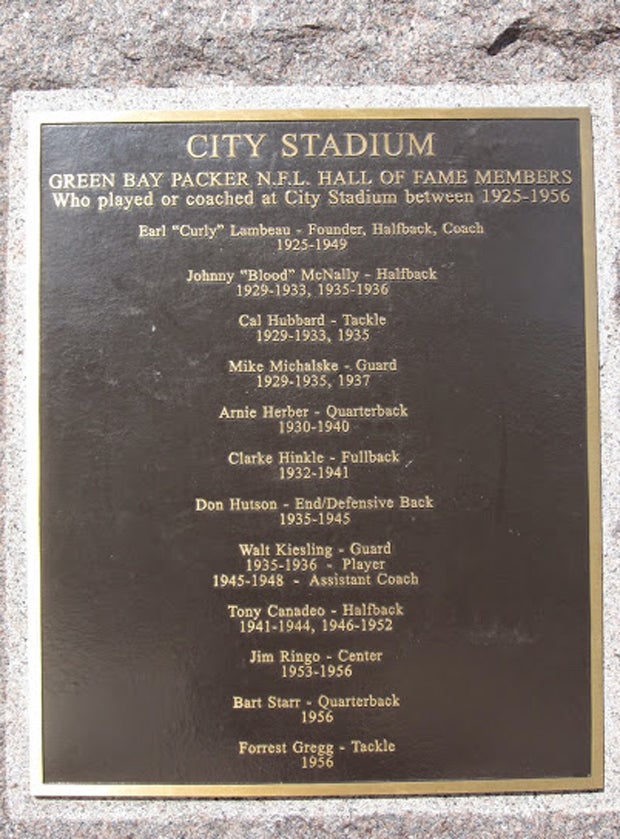 CITY STADIUM
GREEN BAY PACKER N.F.L. HALL OF FAME MEMBERS
Who played or coached at City Stadium between 1925-1956
Earl "Curly" Lambeau - Founder, Halfback, Coach
1925-1949
Johnny "Blood" McNally - Halfback
1929-1933, 1935-1936
Cal Hubbard - Tackle
1929-1933, 1935
Mike Michalske - Guard
1929-1935, 1937
Arnie Herber - Quarterback
1930-1940
Clarke Hinkle - Fullback
1932-1941
Don Hutson - End/Defensive Back
1935-1945
Walt Kiesling - Guard
1935-1936 - Player
1945-1948 - Assistant Coach
Tony Canadeo - Halfback
1941-1944, 1946-1952
Jim Ringo - Center
1953-1956
Bart Starr - Quarterback
1956
Forrest Gregg - Tackle
1956